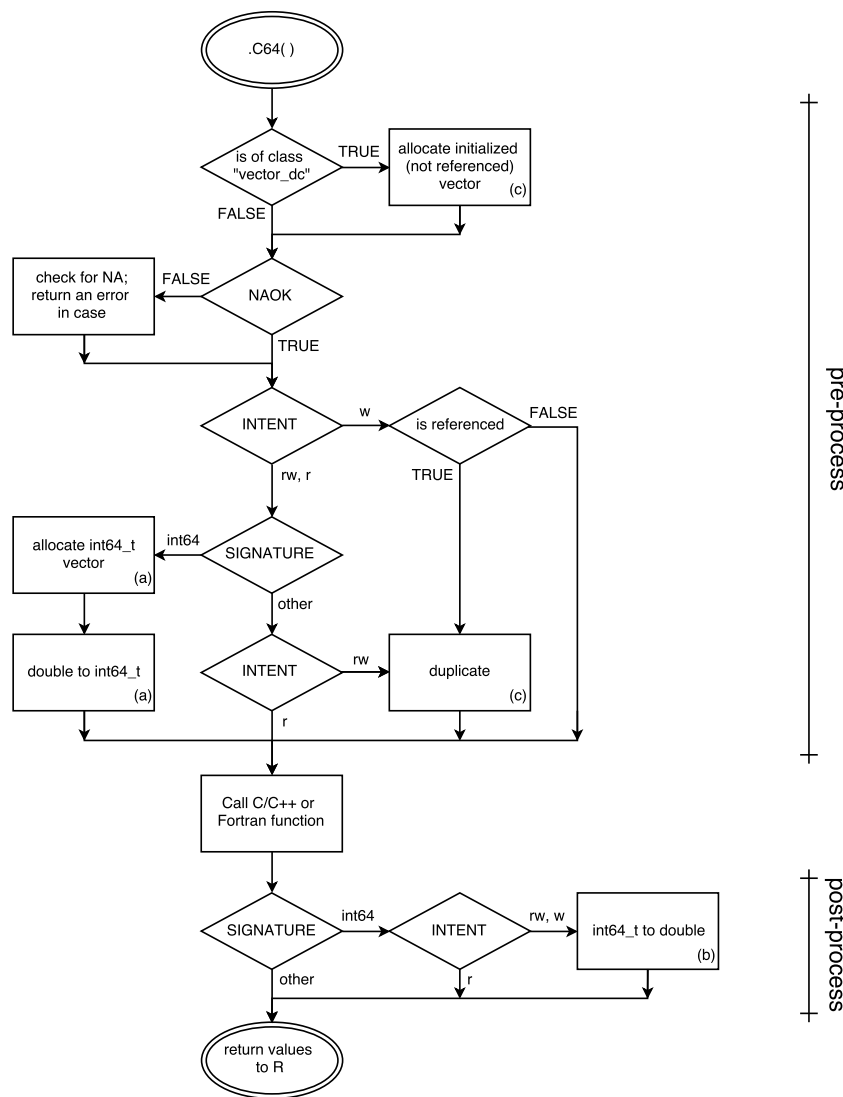 .C64( )
is of class
"vector_dc"
TRUE
allocate initialized
(not referenced)
vector
(c)
FALSE
check for NA;
return an error
in case
FALSE
NAOK
TRUE
INTENT
w
is referenced
FALSE
rw, r
TRUE
pre-process
allocate int64_t
vector
(a)
int64
SIGNATURE
other
double to int64_t
(a)
INTENT
rw
duplicate
(c)
r
Call C/C++ or
Fortran function
SIGNATURE
int64
INTENT
rw, w
int64_t to double
(b)
other
r
post-process
return values
to R